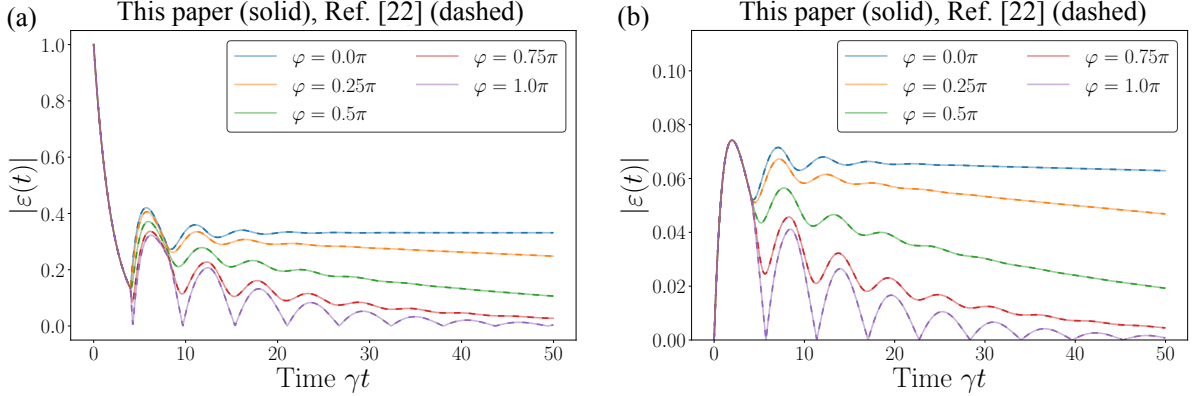 (a)
This paper (solid), Ref. [22] (dashed)
φ = 0.0π
φ = 0.25π
φ = 0.5π
φ = 0.75π
φ = 1.0π
1.0
0.8
0.6
0.4
0.2
0.0
|ε(t)|
0 10 20 30 40 50
Time γt
(b)
This paper (solid), Ref. [22] (dashed)
φ = 0.0π
φ = 0.25π
φ = 0.5π
φ = 0.75π
φ = 1.0π
0.10
0.08
0.06
0.04
0.02
0.00
|ε(t)|
0 10 20 30 40 50
Time γt